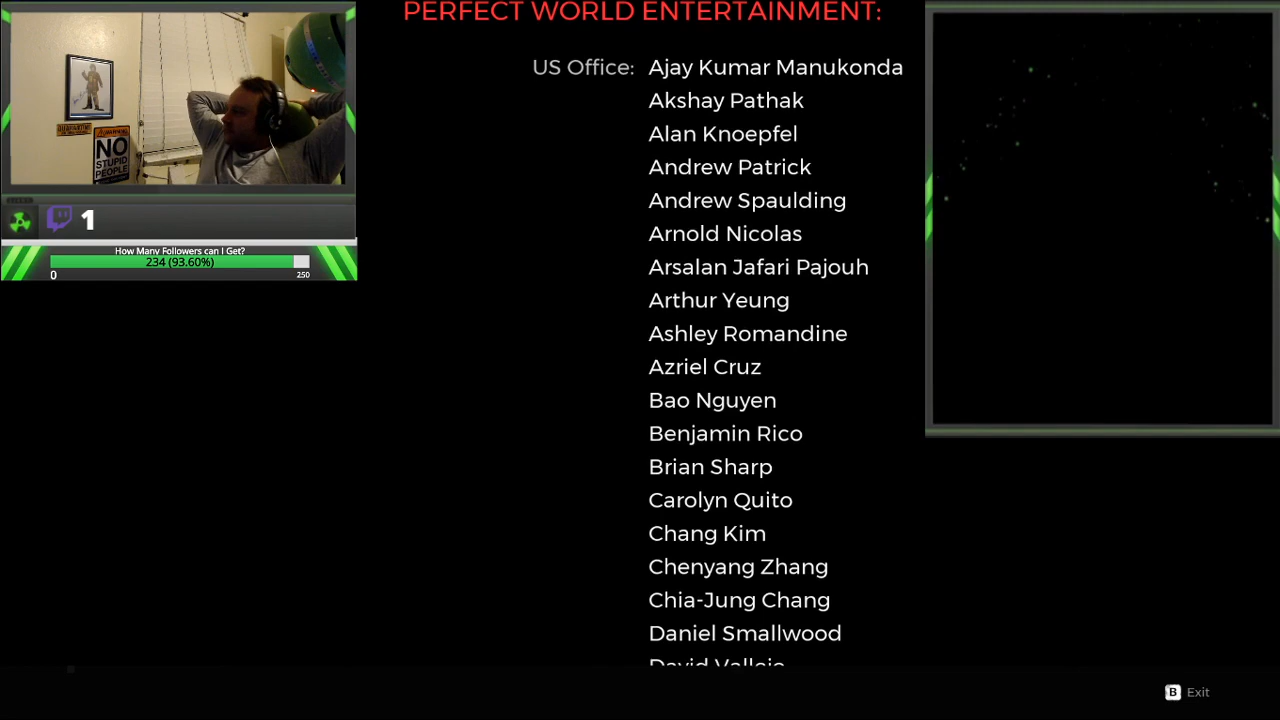 PERFECT WORLD ENTERTAINMENT:
US Office: Ajay Kumar Manukonda
Akshay Pathak
Alan Knoepfel
Andrew Patrick
Andrew Spaulding
Arnold Nicolas
Arsalan Jafari Pajouh
Arthur Yeung
Ashley Romandine
Azriel Cruz
Bao Nguyen
Benjamin Rico
Brian Sharp
Carolyn Quito
Chang Kim
Chenyang Zhang
Chia-Jung Chang
Daniel Smallwood
QUARANTINE
WARNING
NO
STUPID
PEOPLE
1
How Many Followers can I Get?
234 (93.60%)
0
250
B Exit